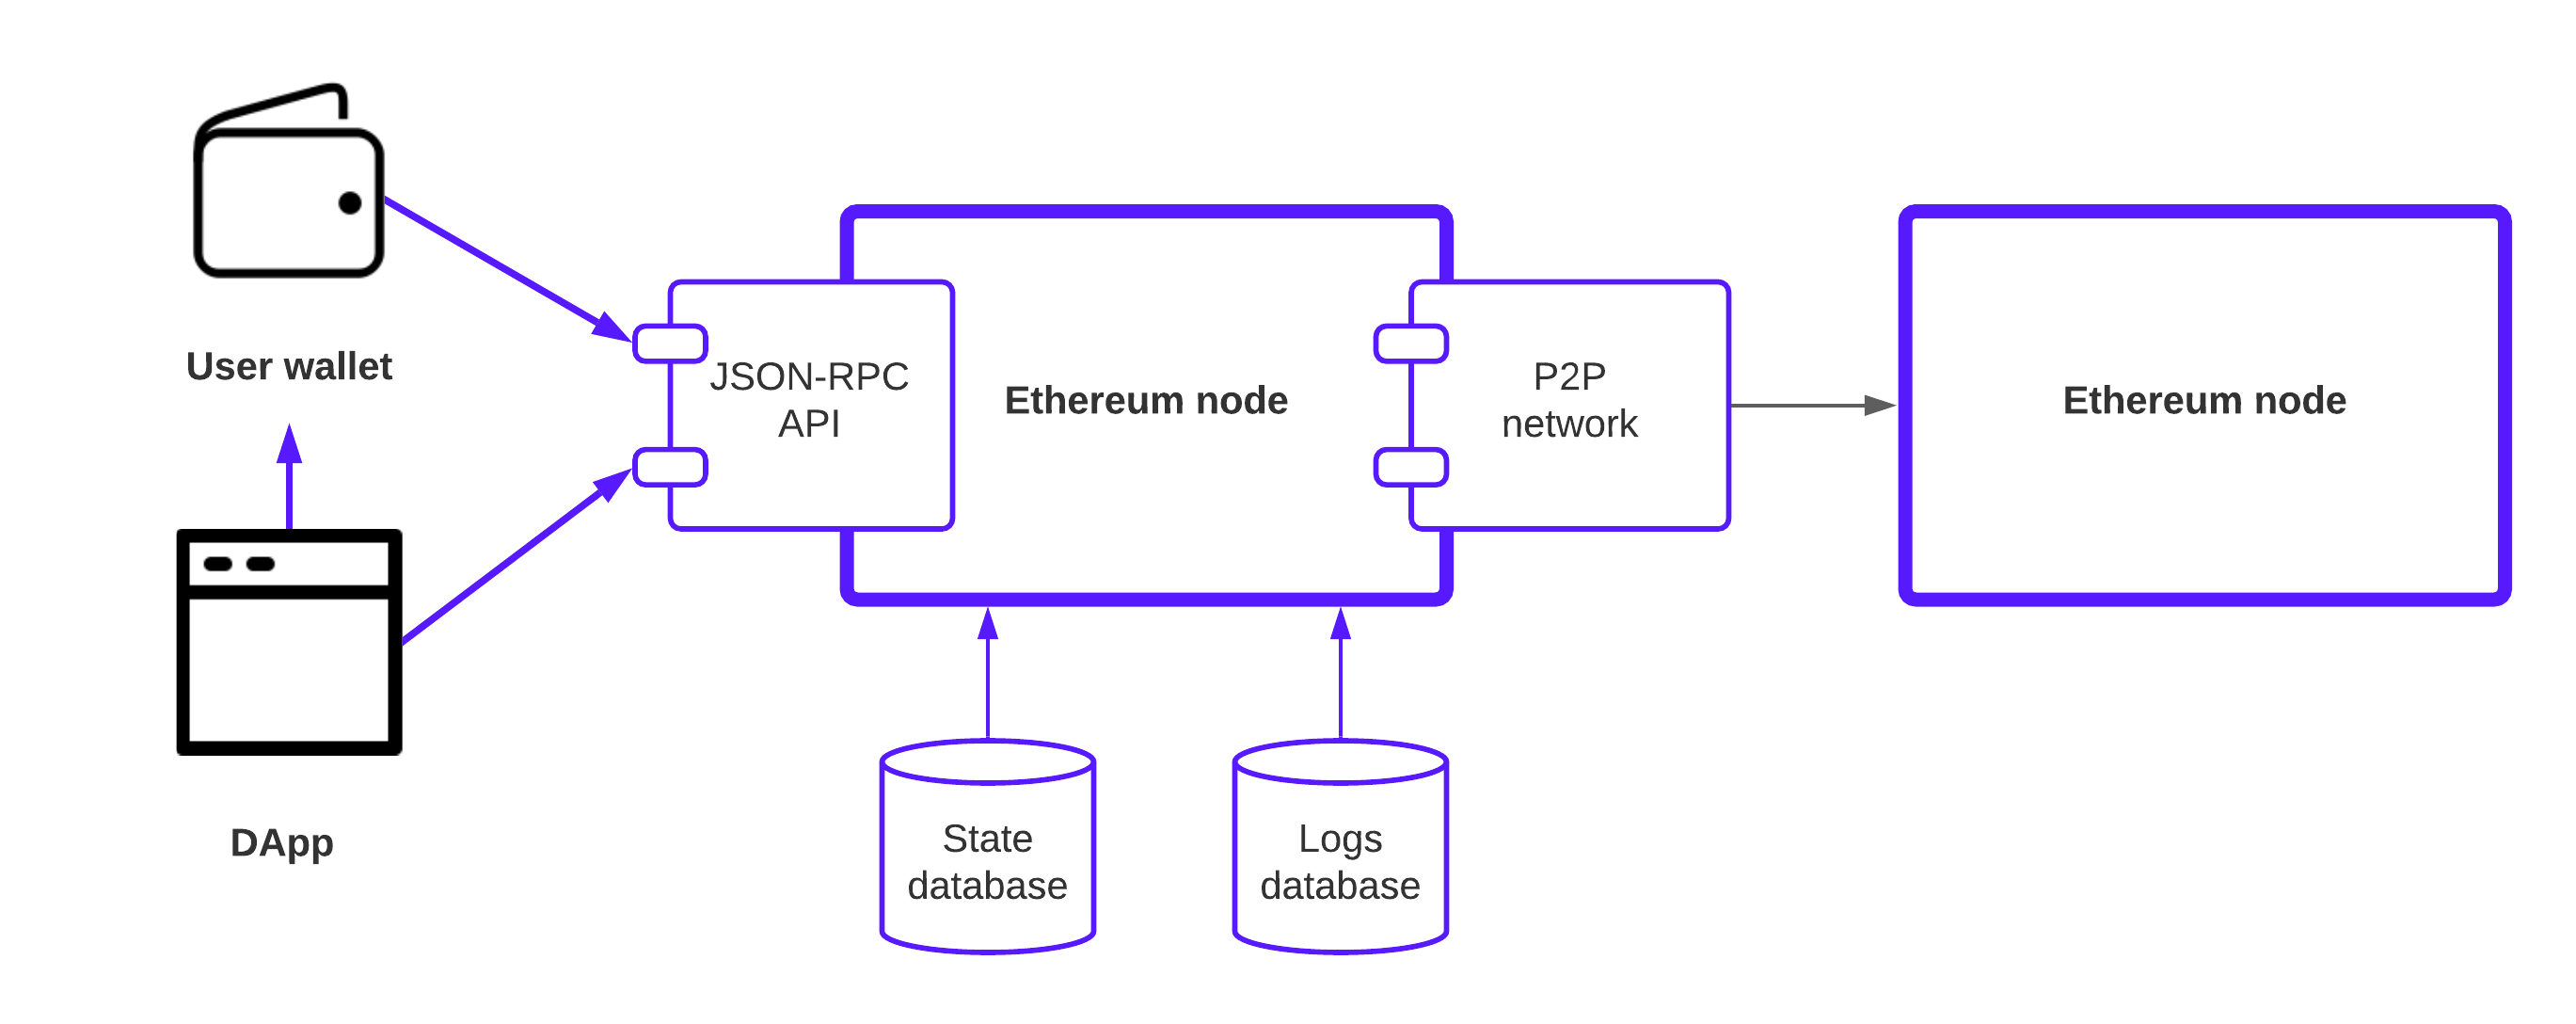 User wallet
DApp
JSON-RPC
API
Ethereum node
P2P
network
Ethereum node
State
database
Logs
database